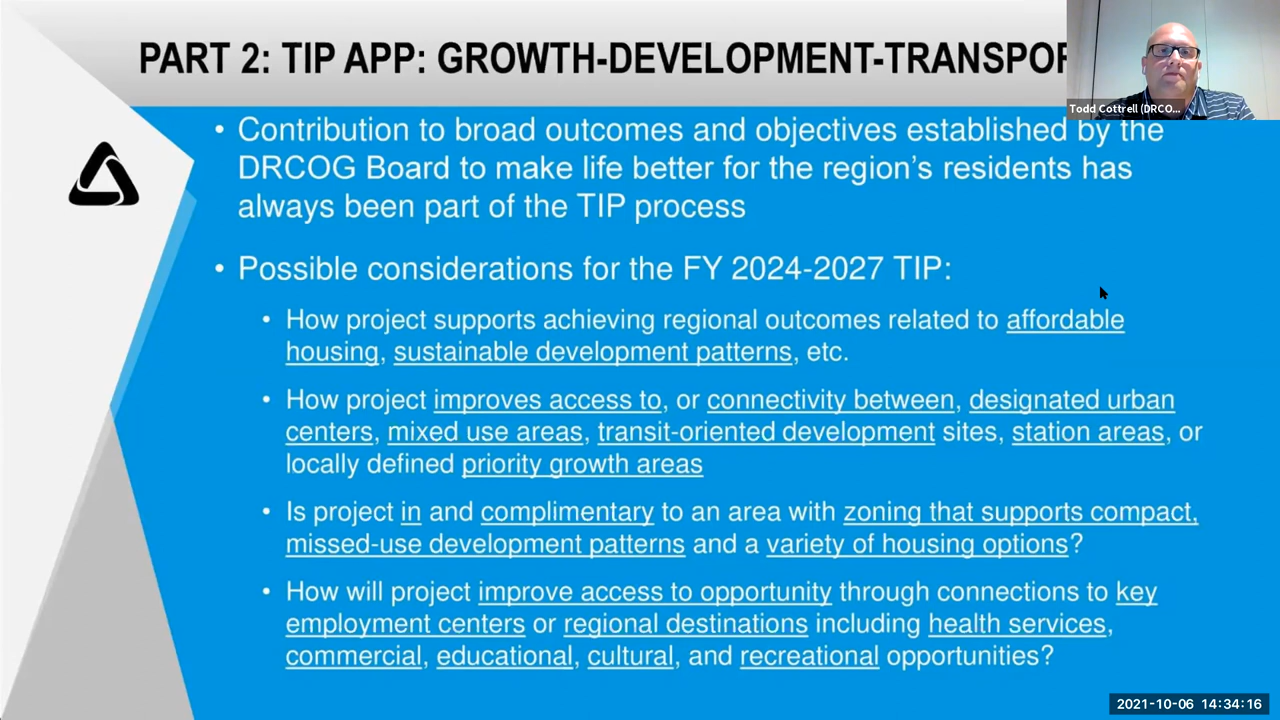 PART 2: TIP APP: GROWTH-DEVELOPMENT-TRANSPOR
Todd Cottrell (DRCO...
• Contribution to broad outcomes and objectives established by the
DRCOG Board to make life better for the region's residents has
always been part of the TIP process
• Possible considerations for the FY 2024-2027 TIP:
• How project supports achieving regional outcomes related to affordable
housing, sustainable development patterns, etc.
• How project improves access to, or connectivity between, designated urban
centers, mixed use areas, transit-oriented development sites, station areas, or
locally defined priority growth areas
• Is project in and complimentary to an area with zoning that supports compact,
missed-use development patterns and a variety of housing options?
• How will project improve access to opportunity through connections to key
employment centers or regional destinations including health services,
commercial, educational, cultural, and recreational opportunities?
2021-10-06 14:34:16